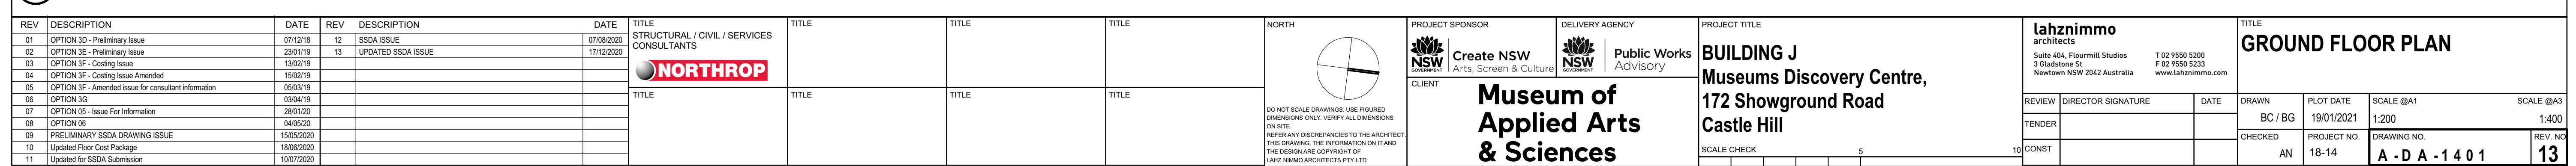 REV DESCRIPTION DATE REV DESCRIPTION DATE
01 OPTION 3D - Preliminary Issue 07/12/18 12 SSDA ISSUE 07/08/2020
02 OPTION 3E - Preliminary Issue 23/01/19 13 UPDATED SSDA ISSUE 17/12/2020
03 OPTION 3F - Costing Issue 13/02/19
04 OPTION 3F - Costing Issue Amended 15/02/19
05 OPTION 3F - Amended issue for consultant information 05/03/19
06 OPTION 3G 03/04/19
07 OPTION 05 - Issue For Information 28/01/20
08 OPTION 06 04/05/20
09 PRELIMINARY SSDA DRAWING ISSUE 15/05/2020
10 Updated Floor Cost Package 18/06/2020
11 Updated for SSDA Submission 10/07/2020
TITLE
STRUCTURAL / CIVIL / SERVICES
CONSULTANTS
NORTHROP
TITLE
TITLE
TITLE
TITLE
TITLE
TITLE
TITLE
NORTH
DO NOT SCALE DRAWINGS. USE FIGURED
DIMENSIONS ONLY. VERIFY ALL DIMENSIONS
ON SITE.
REFER ANY DISCREPANCIES TO THE ARCHITECT.
THIS DRAWING, THE INFORMATION ON IT AND
THE DESIGN ARE COPYRIGHT OF
LAHZ NIMMO ARCHITECTS PTY LTD
PROJECT SPONSOR
NSW
GOVERNMENT
Create NSW
Arts, Screen & Culture
DELIVERY AGENCY
NSW
GOVERNMENT
Public Works
Advisory
CLIENT
Museum of
Applied Arts
& Sciences
PROJECT TITLE
BUILDING J
Museums Discovery Centre,
172 Showground Road
Castle Hill
SCALE CHECK 5 10
lahznimmo
architects
Suite 404, Flourmill Studios T 02 9550 5200
3 Gladstone St F 02 9550 5233
Newtown NSW 2042 Australia www.lahznimmo.com
REVIEW DIRECTOR SIGNATURE DATE
TENDER
CONST
TITLE
GROUND FLOOR PLAN
DRAWN PLOT DATE SCALE @A1 SCALE @A3
BC / BG 19/01/2021 1:200 1:400
CHECKED PROJECT NO. DRAWING NO. REV. NO
AN 18-14 A - D A - 1 4 0 1 13